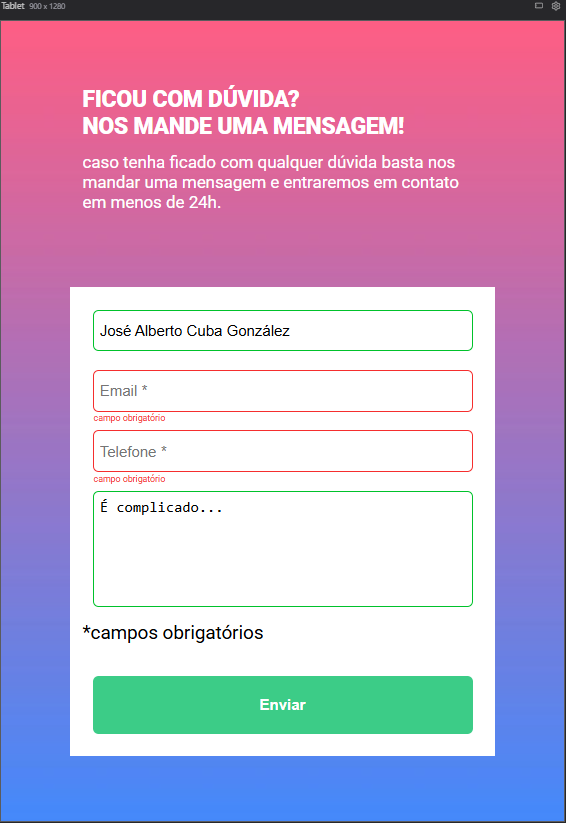 Tablet 900 x 1280
FICOU COM DÚVIDA?
NOS MANDE UMA MENSAGEM!
caso tenha ficado com qualquer dúvida basta nos
mandar uma mensagem e entraremos em contato
em menos de 24h.
José Alberto Cuba González
Email *
campo obrigatório
Telefone *
campo obrigatório
É complicado...
*campos obrigatórios
Enviar